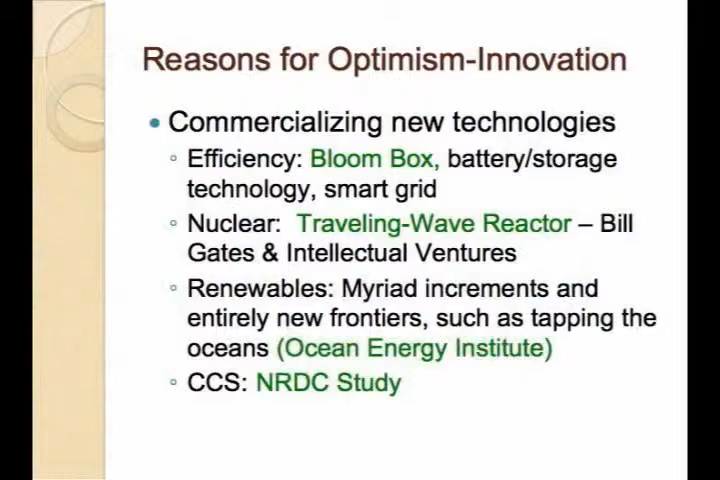 Reasons for Optimism-Innovation
• Commercializing new technologies
◦ Efficiency: Bloom Box, battery/storage
technology, smart grid
◦ Nuclear: Traveling-Wave Reactor – Bill
Gates & Intellectual Ventures
◦ Renewables: Myriad increments and
entirely new frontiers, such as tapping the
oceans (Ocean Energy Institute)
◦ CCS: NRDC Study